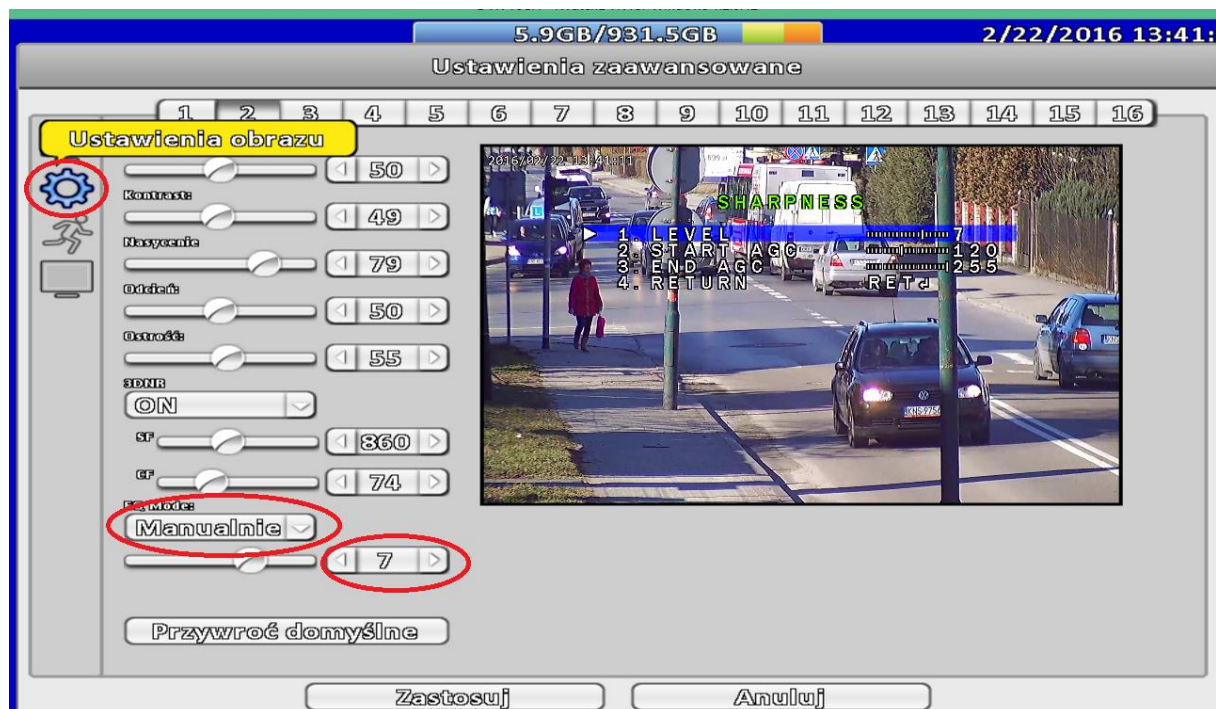 5.9GB/931.5GB 2/22/2016 13:41:
Ustawienia zaawansowane
1 2 3 4 5 6 7 8 9 10 11 12 13 14 15 16
Ustawienia obrazu
50
Kontrast:
49
Nasycenie
79
Odcień:
50
Ostrość:
55
3DNR
ON
SF 860
CF 74
EQ Mode:
Manualnie
7
Przywroć domyślne
Zastosuj Anuluj
2016/02/22 13:41:11
SHARPNESS
1. LEVEL 7
2. START AGC 120
3. END AGC 255
4. RETURN RET↲
L